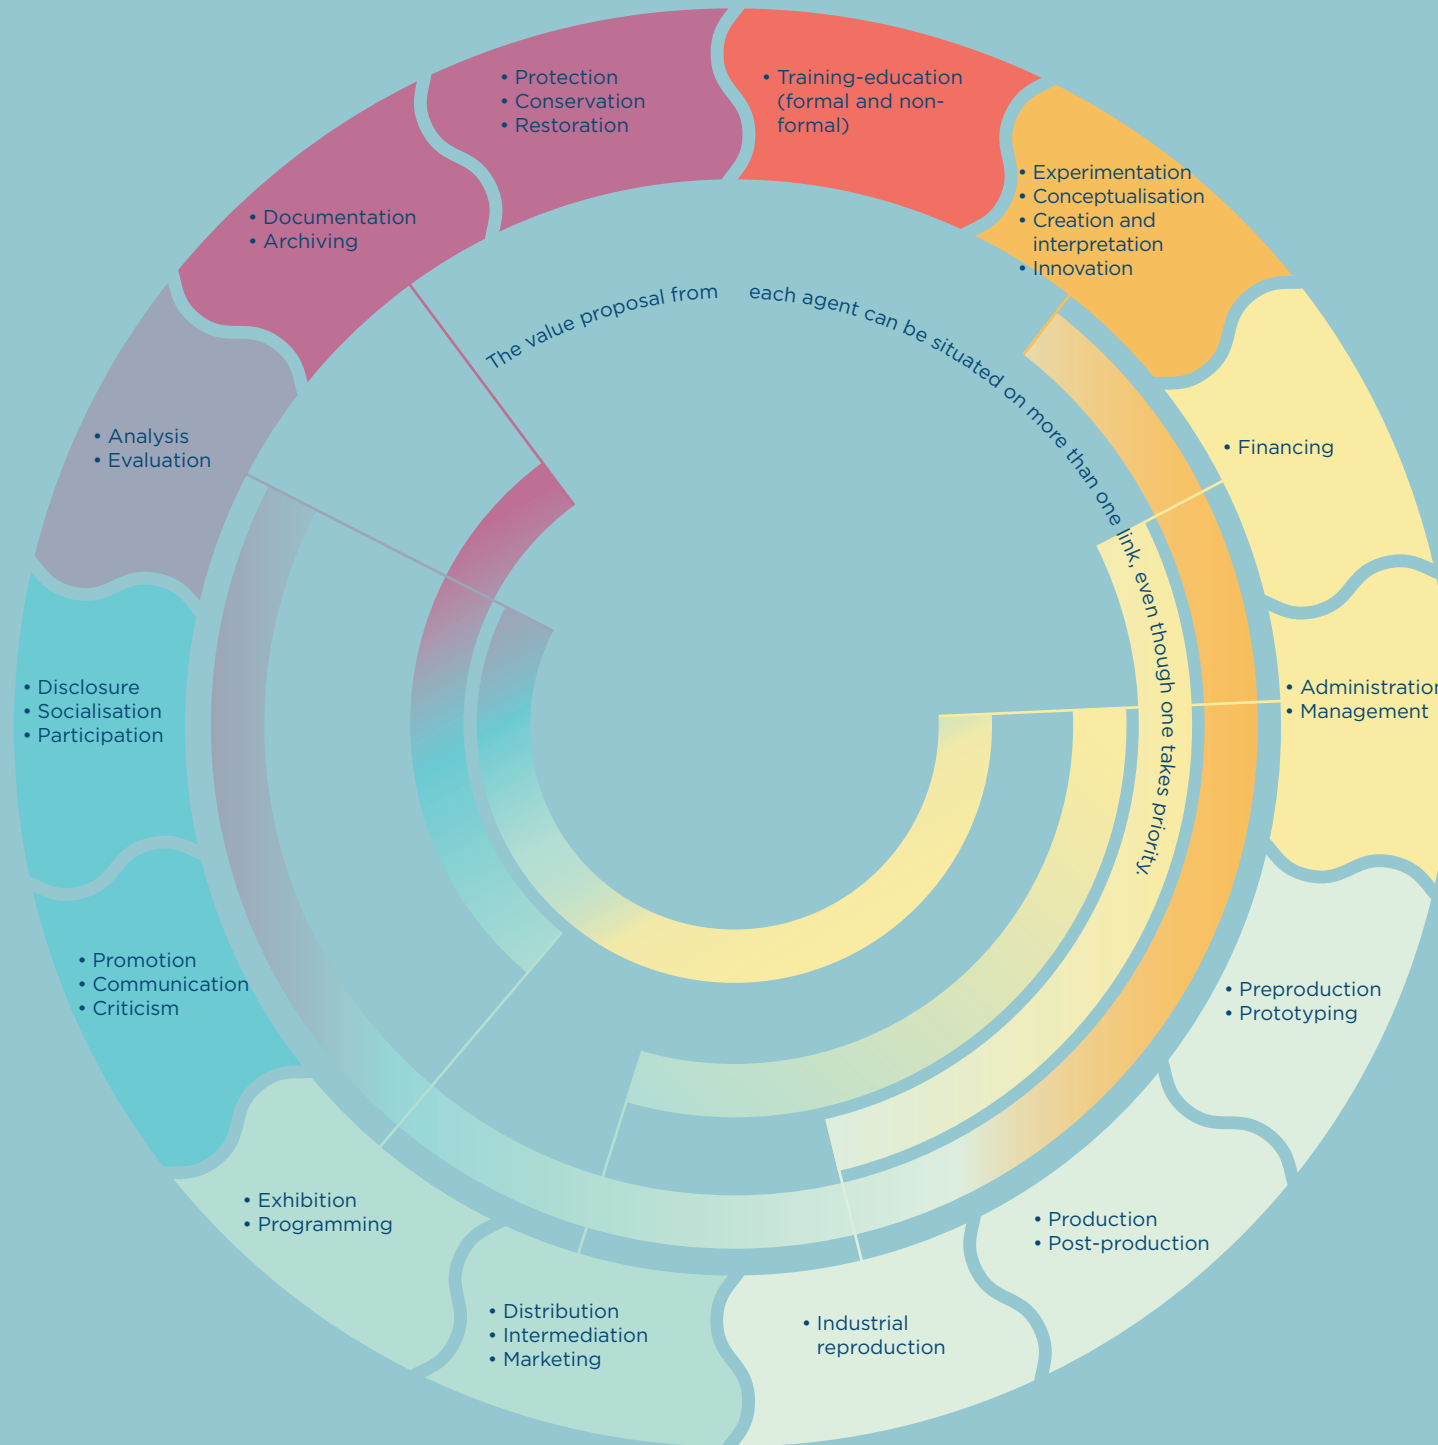 • Protection
• Conservation
• Restoration
• Training-education
(formal and non-
formal)
• Experimentation
• Conceptualisation
• Creation and
interpretation
• Innovation
• Financing
• Administration
• Management
• Preproduction
• Prototyping
• Production
• Post-production
• Industrial
reproduction
• Distribution
• Intermediation
• Marketing
• Exhibition
• Programming
• Promotion
• Communication
• Criticism
• Disclosure
• Socialisation
• Participation
• Analysis
• Evaluation
• Documentation
• Archiving
The value proposal from each agent can be situated on more than one link, even though one takes priority.